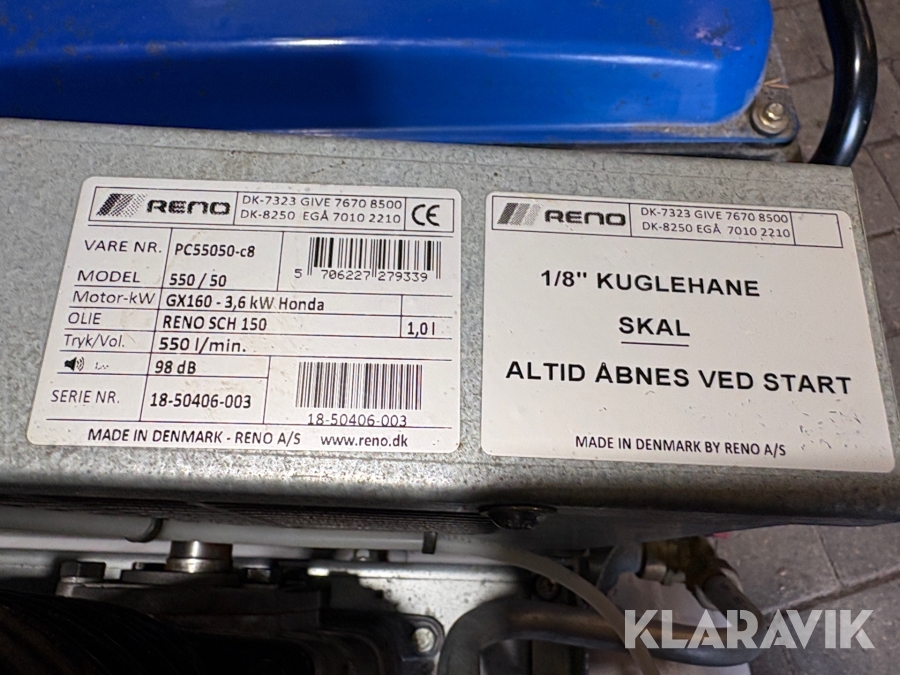 RENO
DK-7323 GIVE 7670 8500
DK-8250 EGÅ 7010 2210
CE
VARE NR. PC55050-c8
5 706227 279339
MODEL 550 / 50
Motor-kW GX160 - 3,6 kW Honda
OLIE RENO SCH 150 1,0 l
Tryk/Vol. 550 l/min.
98 dB
SERIE NR. 18-50406-003
18-50406-003
MADE IN DENMARK - RENO A/S www.reno.dk
RENO
DK-7323 GIVE 7670 8500
DK-8250 EGÅ 7010 2210
1/8" KUGLEHANE
SKAL
ALTID ÅBNES VED START
MADE IN DENMARK BY RENO A/S
KLARAVIK